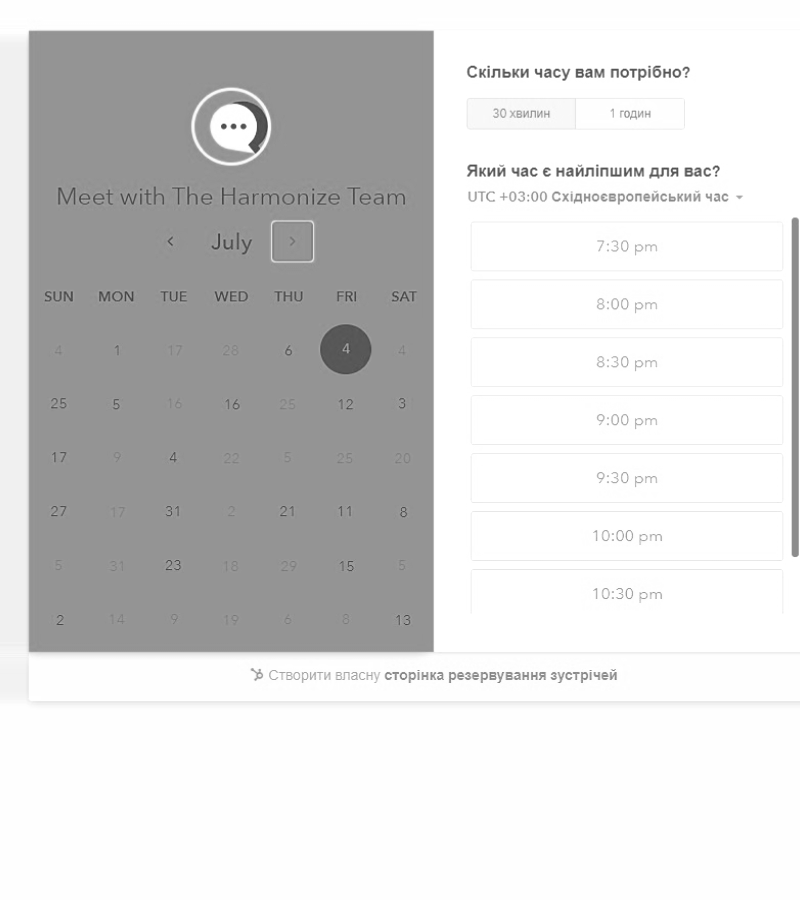 Meet with The Harmonize Team
July
SUN MON TUE WED THU FRI SAT
4 1 17 28 6 4 4
25 5 16 16 25 12 3
17 9 4 22 5 25 20
27 17 31 2 21 11 8
5 31 23 18 29 15 5
2 14 9 19 6 8 13
Скільки часу вам потрібно?
30 хвилин 1 годин
Який час є найліпшим для вас?
UTC +03:00 Східноєвропейський час
7:30 pm
8:00 pm
8:30 pm
9:00 pm
9:30 pm
10:00 pm
10:30 pm
Створити власну сторінка резервування зустрічей